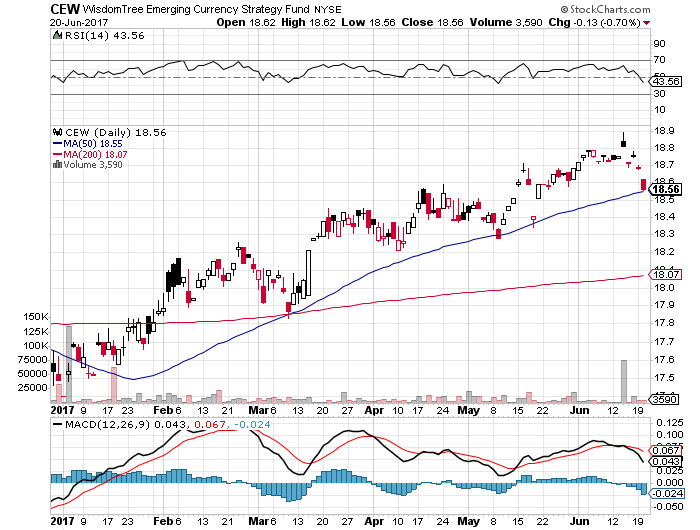 CEW WisdomTree Emerging Currency Strategy Fund NYSE © StockCharts.com
20-Jun-2017 Open 18.62 High 18.62 Low 18.56 Close 18.56 Volume 3,590 Chg -0.13 (-0.70%)
RSI(14) 43.56
90
70
50
43.56
30
10
CEW (Daily) 18.56
MA(50) 18.55
MA(200) 18.07
Volume 3,590
18.9
18.8
18.7
18.6
18.56
18.5
18.4
18.3
18.2
18.1
18.07
18.0
17.9
17.8
17.7
17.6
17.5
17.4
3590
150K
125K
100K
75000
50000
25000
2017 9 17 23 Feb 6 13 21 27 Mar 6 13 20 27 Apr 10 17 24 May 8 15 22 Jun 12 19
MACD(12,26,9) 0.043, 0.067, -0.024
0.125
0.100
0.067
0.043
0.025
0.000
-0.024
-0.050
2017 9 17 23 Feb 6 13 21 27 Mar 6 13 20 27 Apr 10 17 24 May 8 15 22 Jun 12 19